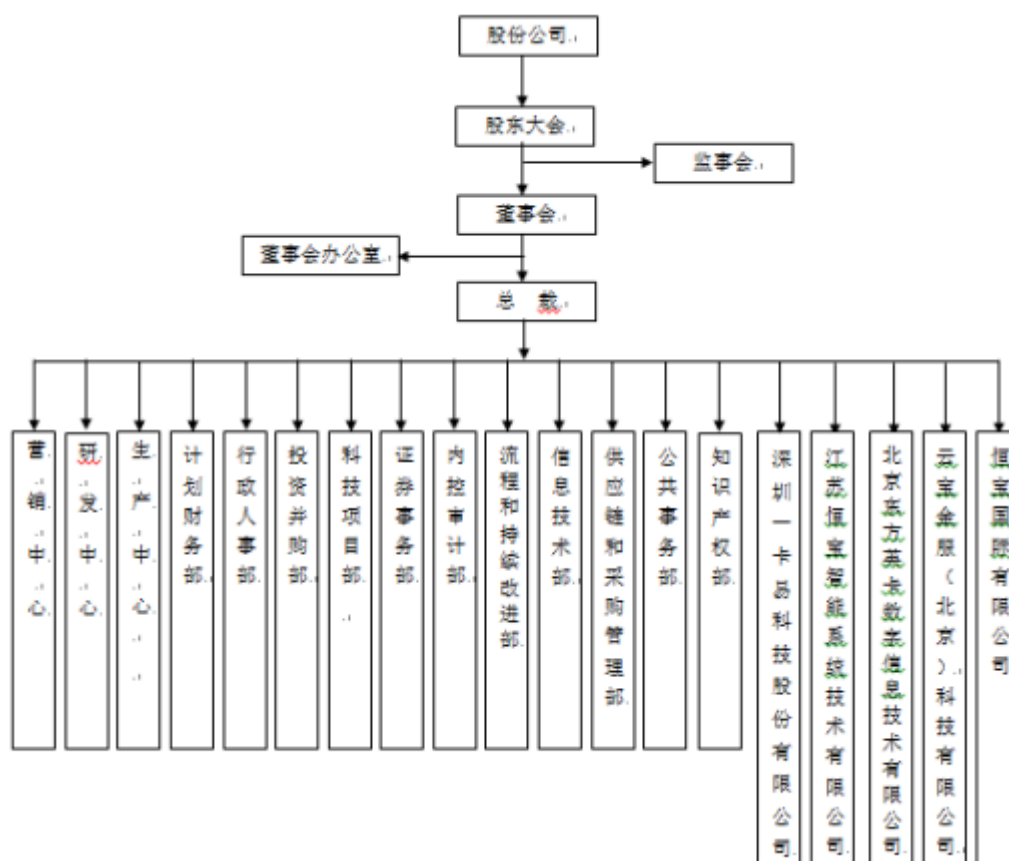 股份公司
股东大会
监事会
董事会
董事会办公室
总 裁
营销中心
研发中心
生产中心
计划财务部
行政人事部
投资并购部
科技项目
证券事务部
内控审计部
流程和持续改进部
信息技术部
供应链和采购管理部
公共事务部
知识产权部
深圳一卡易科技股份有限公司
江苏恒宝智能系统技术有限公司
北京东方英卡数字信息技术有限公司
云宝金服（北京）科技有限公司
恒宝国际有限公司